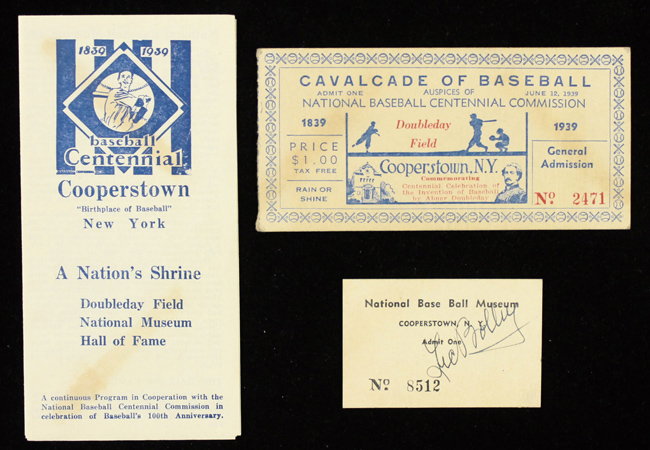 1839 1939
baseball
Centennial
Cooperstown
"Birthplace of Baseball"
New York
A Nation's Shrine
Doubleday Field
National Museum
Hall of Fame
A continuous Program in Cooperation with the
National Baseball Centennial Commission in
celebration of Baseball's 100th Anniversary.
CAVALCADE OF BASEBALL
ADMIT ONE AUSPICES OF JUNE 12, 1939
NATIONAL BASEBALL CENTENNIAL COMMISSION
1839
PRICE
$1.00
TAX FREE
RAIN OR
SHINE
Doubleday
Field
Cooperstown, N.Y.
Commemorating
Centennial Celebration of
the Invention of Baseball
by Abner Doubleday
1939
General
Admission
No 2471
National Base Ball Museum
COOPERSTOWN, N.
Admit One
No 8512